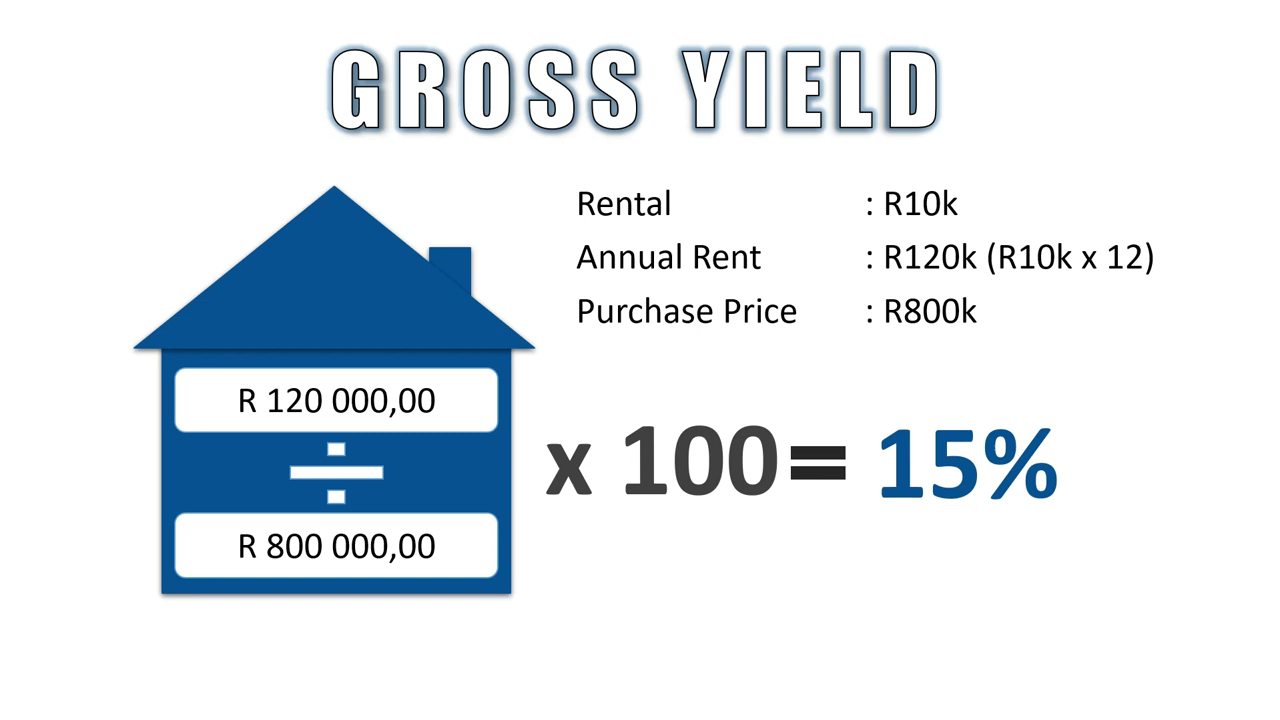 GROSS YIELD
Rental : R10k
Annual Rent : R120k (R10k x 12)
Purchase Price : R800k
R 120 000,00
÷
R 800 000,00
x 100 = 15%